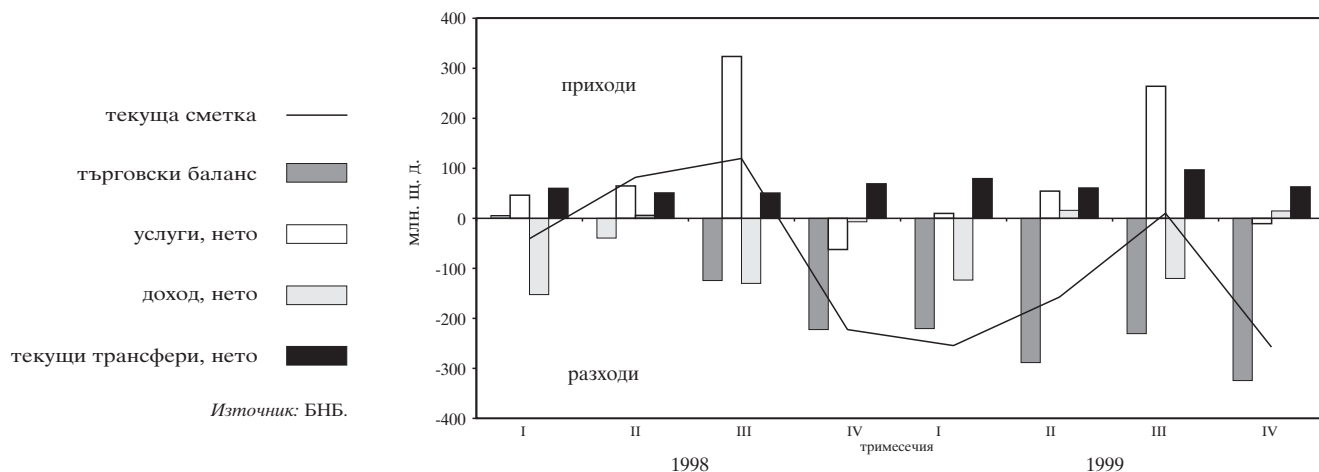 текуща сметка
търговски баланс
услуги, нето
доход, нето
текущи трансфери, нето
Източник: БНБ.
млн. щ. д.
400
300
200
100
0
-100
-200
-300
-400
приходи
разходи
I II III IV I II III IV
тримесечия
1998 1999